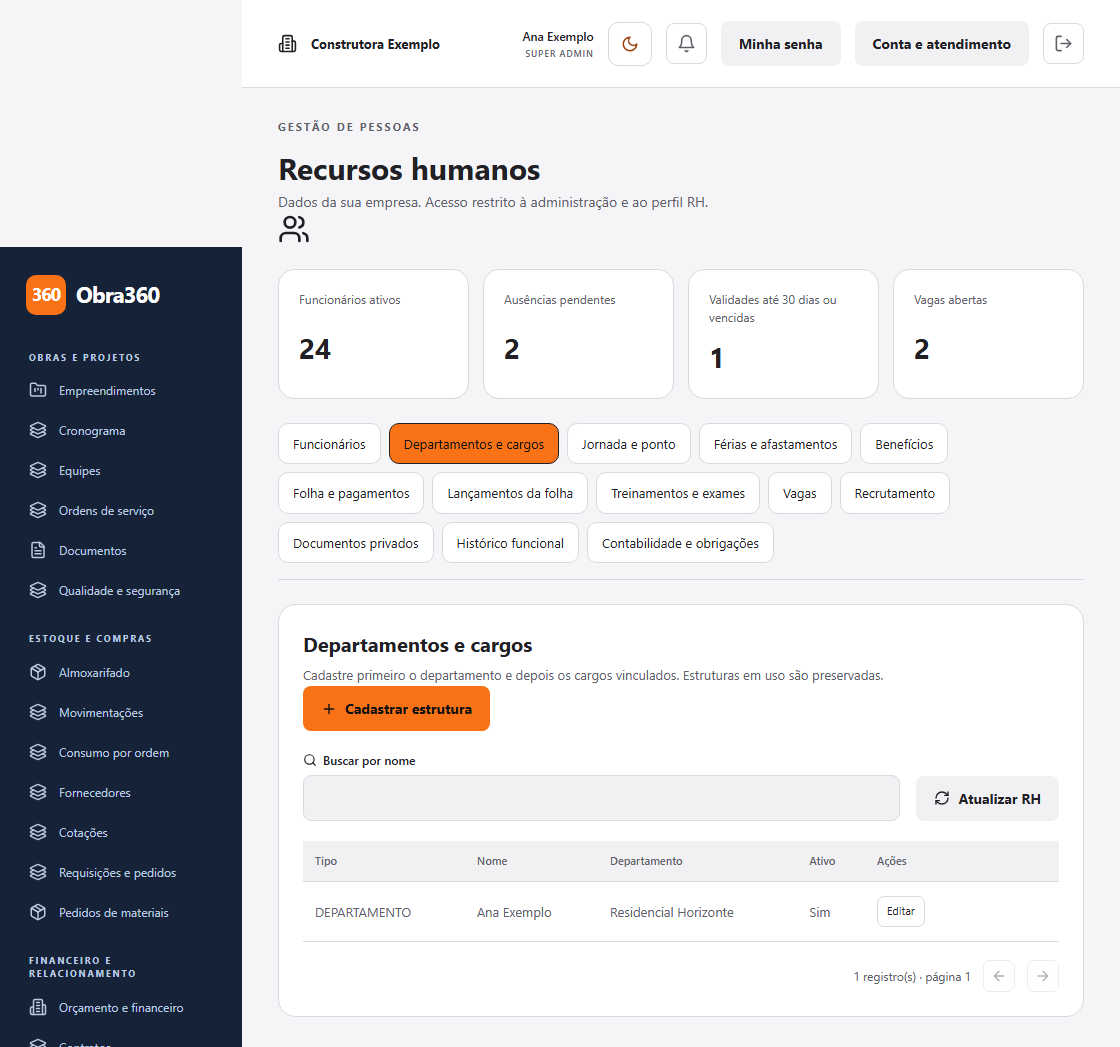 Construtora Exemplo
Ana Exemplo
SUPER ADMIN
Minha senha
Conta e atendimento
360
Obra360
OBRAS E PROJETOS
Empreendimentos
Cronograma
Equipes
Ordens de serviço
Documentos
Qualidade e segurança
ESTOQUE E COMPRAS
Almoxarifado
Movimentações
Consumo por ordem
Fornecedores
Cotações
Requisições e pedidos
Pedidos de materiais
FINANCEIRO E
RELACIONAMENTO
Orçamento e financeiro
Contratos
GESTÃO DE PESSOAS
Recursos humanos
Dados da sua empresa. Acesso restrito à administração e ao perfil RH.
Funcionários ativos
24
Ausências pendentes
2
Validades até 30 dias ou
vencidas
1
Vagas abertas
2
Funcionários
Departamentos e cargos
Jornada e ponto
Férias e afastamentos
Benefícios
Folha e pagamentos
Lançamentos da folha
Treinamentos e exames
Vagas
Recrutamento
Documentos privados
Histórico funcional
Contabilidade e obrigações
Departamentos e cargos
Cadastre primeiro o departamento e depois os cargos vinculados. Estruturas em uso são preservadas.
+ Cadastrar estrutura
Buscar por nome
Atualizar RH
Tipo Nome Departamento Ativo Ações
DEPARTAMENTO Ana Exemplo Residencial Horizonte Sim Editar
1 registro(s) · página 1